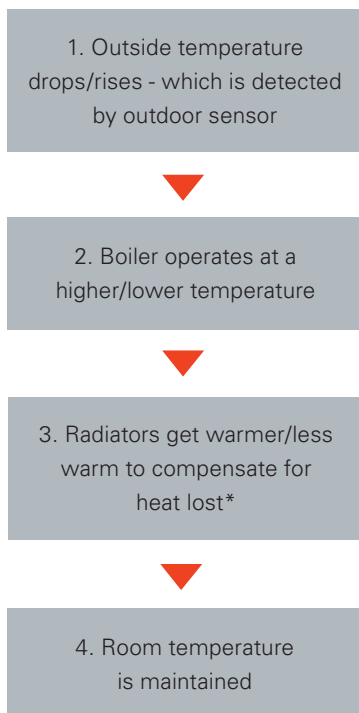 1. Outside temperature
drops/rises - which is detected
by outdoor sensor
2. Boiler operates at a
higher/lower temperature
3. Radiators get warmer/less
warm to compensate for
heat lost*
4. Room temperature
is maintained